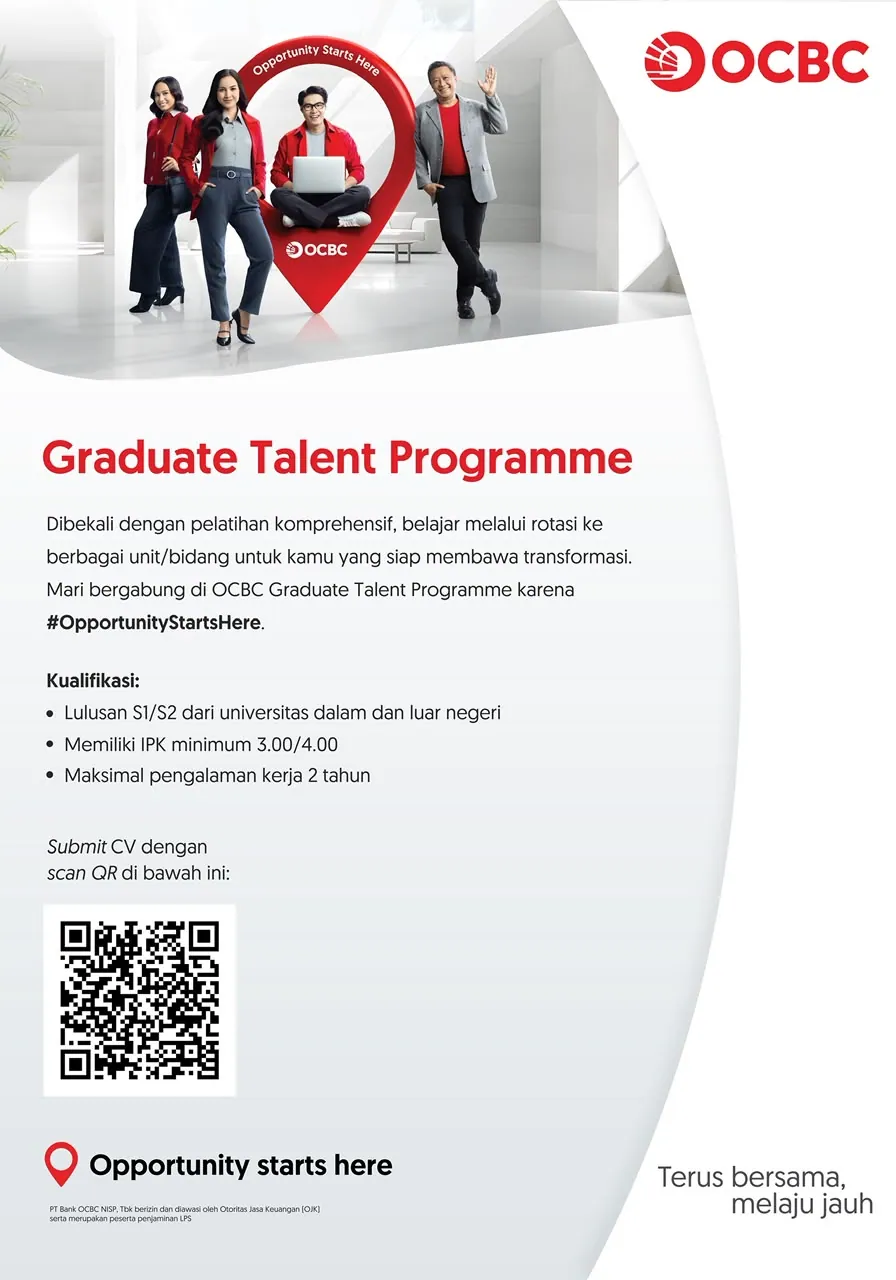 OCBC
Opportunity Starts Here
OCBC
Graduate Talent Programme
Dibekali dengan pelatihan komprehensif, belajar melalui rotasi ke
berbagai unit/bidang untuk kamu yang siap membawa transformasi.
Mari bergabung di OCBC Graduate Talent Programme karena
#OpportunityStartsHere.
Kualifikasi:
• Lulusan S1/S2 dari universitas dalam dan luar negeri
• Memiliki IPK minimum 3.00/4.00
• Maksimal pengalaman kerja 2 tahun
Submit CV dengan
scan QR di bawah ini:
Opportunity starts here
PT Bank OCBC NISP, Tbk berizin dan diawasi oleh Otoritas Jasa Keuangan (OJK)
serta merupakan peserta penjaminan LPS
Terus bersama,
melaju jauh